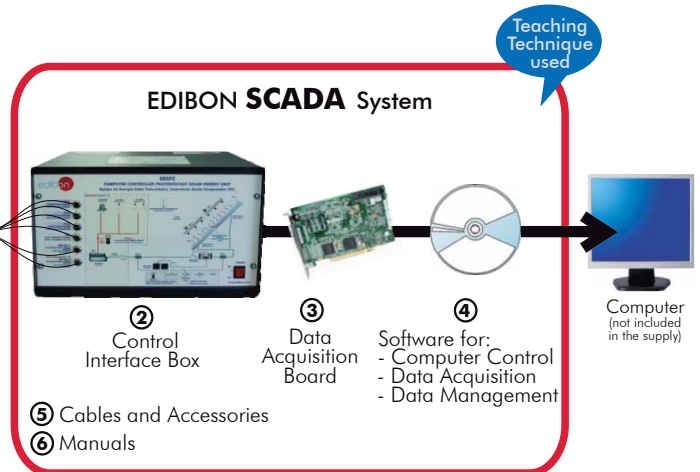 Teaching
Technique
used
EDIBON SCADA System
edibon
EESFC
COMPUTER CONTROLLED PHOTOVOLTAIC SOLAR ENERGY UNIT
②
Control
Interface Box
③
Data
Acquisition
Board
④
Software for:
- Computer Control
- Data Acquisition
- Data Management
Computer
(not included
in the supply)
⑤ Cables and Accessories
⑥ Manuals